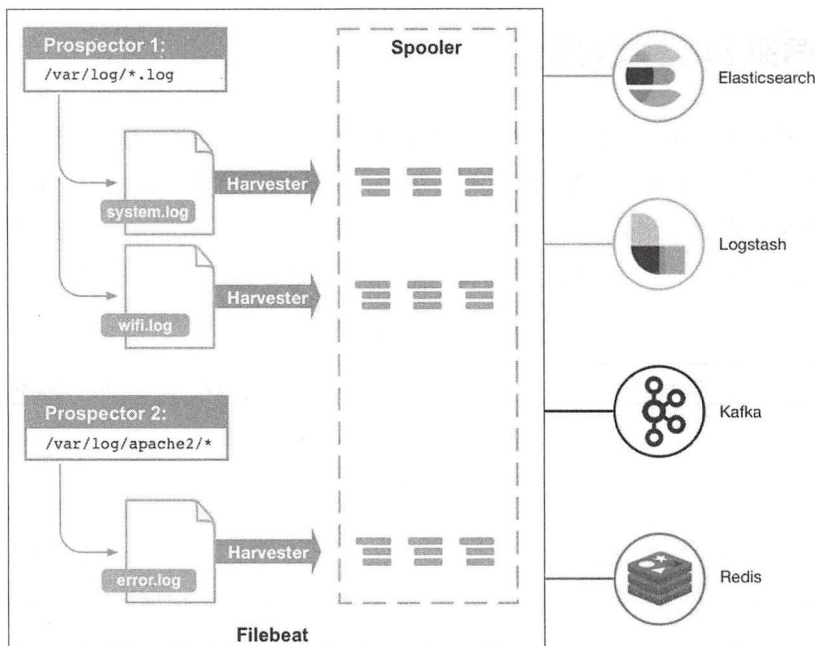 Prospector 1:
/var/log/*.log
system.log
Harvester
wifi.log
Harvester
Prospector 2:
/var/log/apache2/*
error.log
Harvester
Spooler
Filebeat
Elasticsearch
Logstash
Kafka
Redis